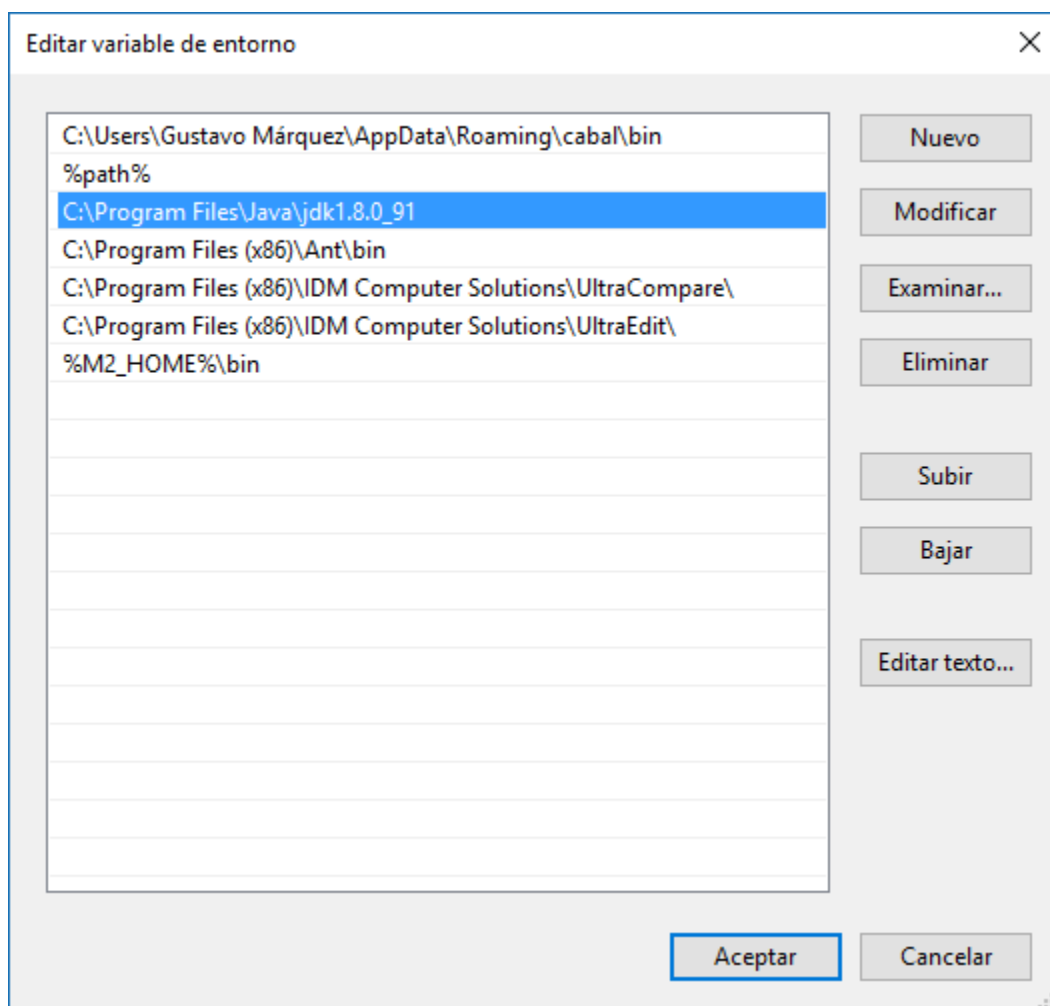 Editar variable de entorno
C:\Users\Gustavo Márquez\AppData\Roaming\cabal\bin
%path%
C:\Program Files\Java\jdk1.8.0_91
C:\Program Files (x86)\Ant\bin
C:\Program Files (x86)\IDM Computer Solutions\UltraCompare\
C:\Program Files (x86)\IDM Computer Solutions\UltraEdit\
%M2_HOME%\bin
Nuevo
Modificar
Examinar...
Eliminar
Subir
Bajar
Editar texto...
Aceptar
Cancelar